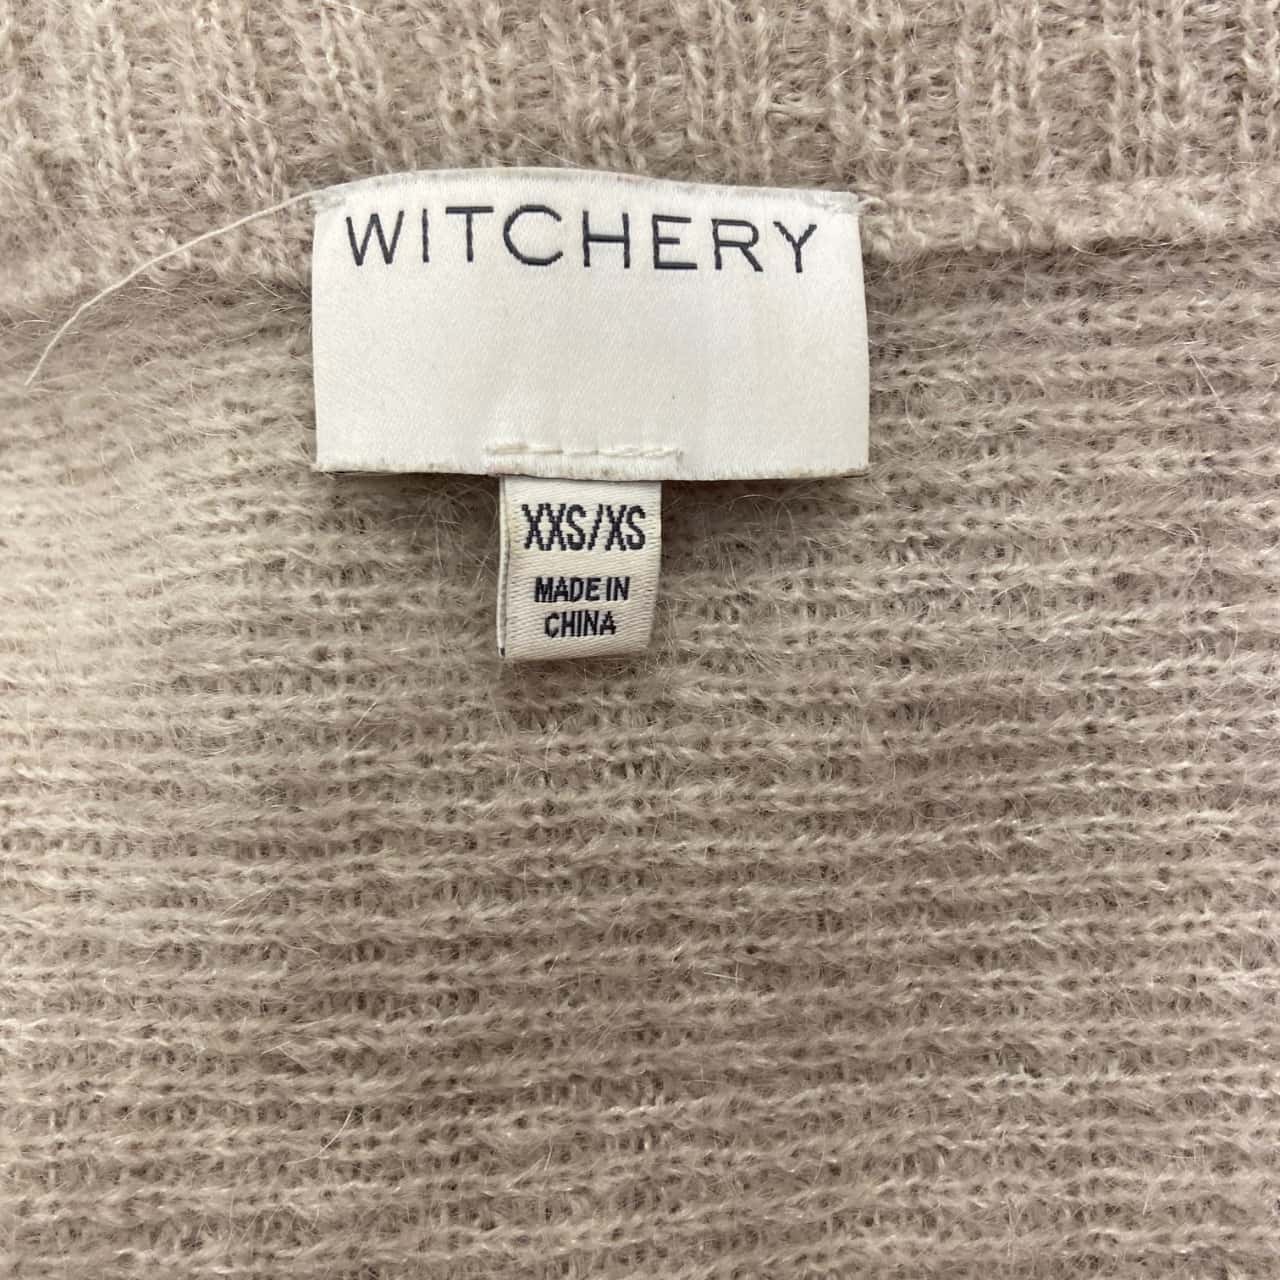 WITCHERY
XXS/XS
MADE IN
CHINA